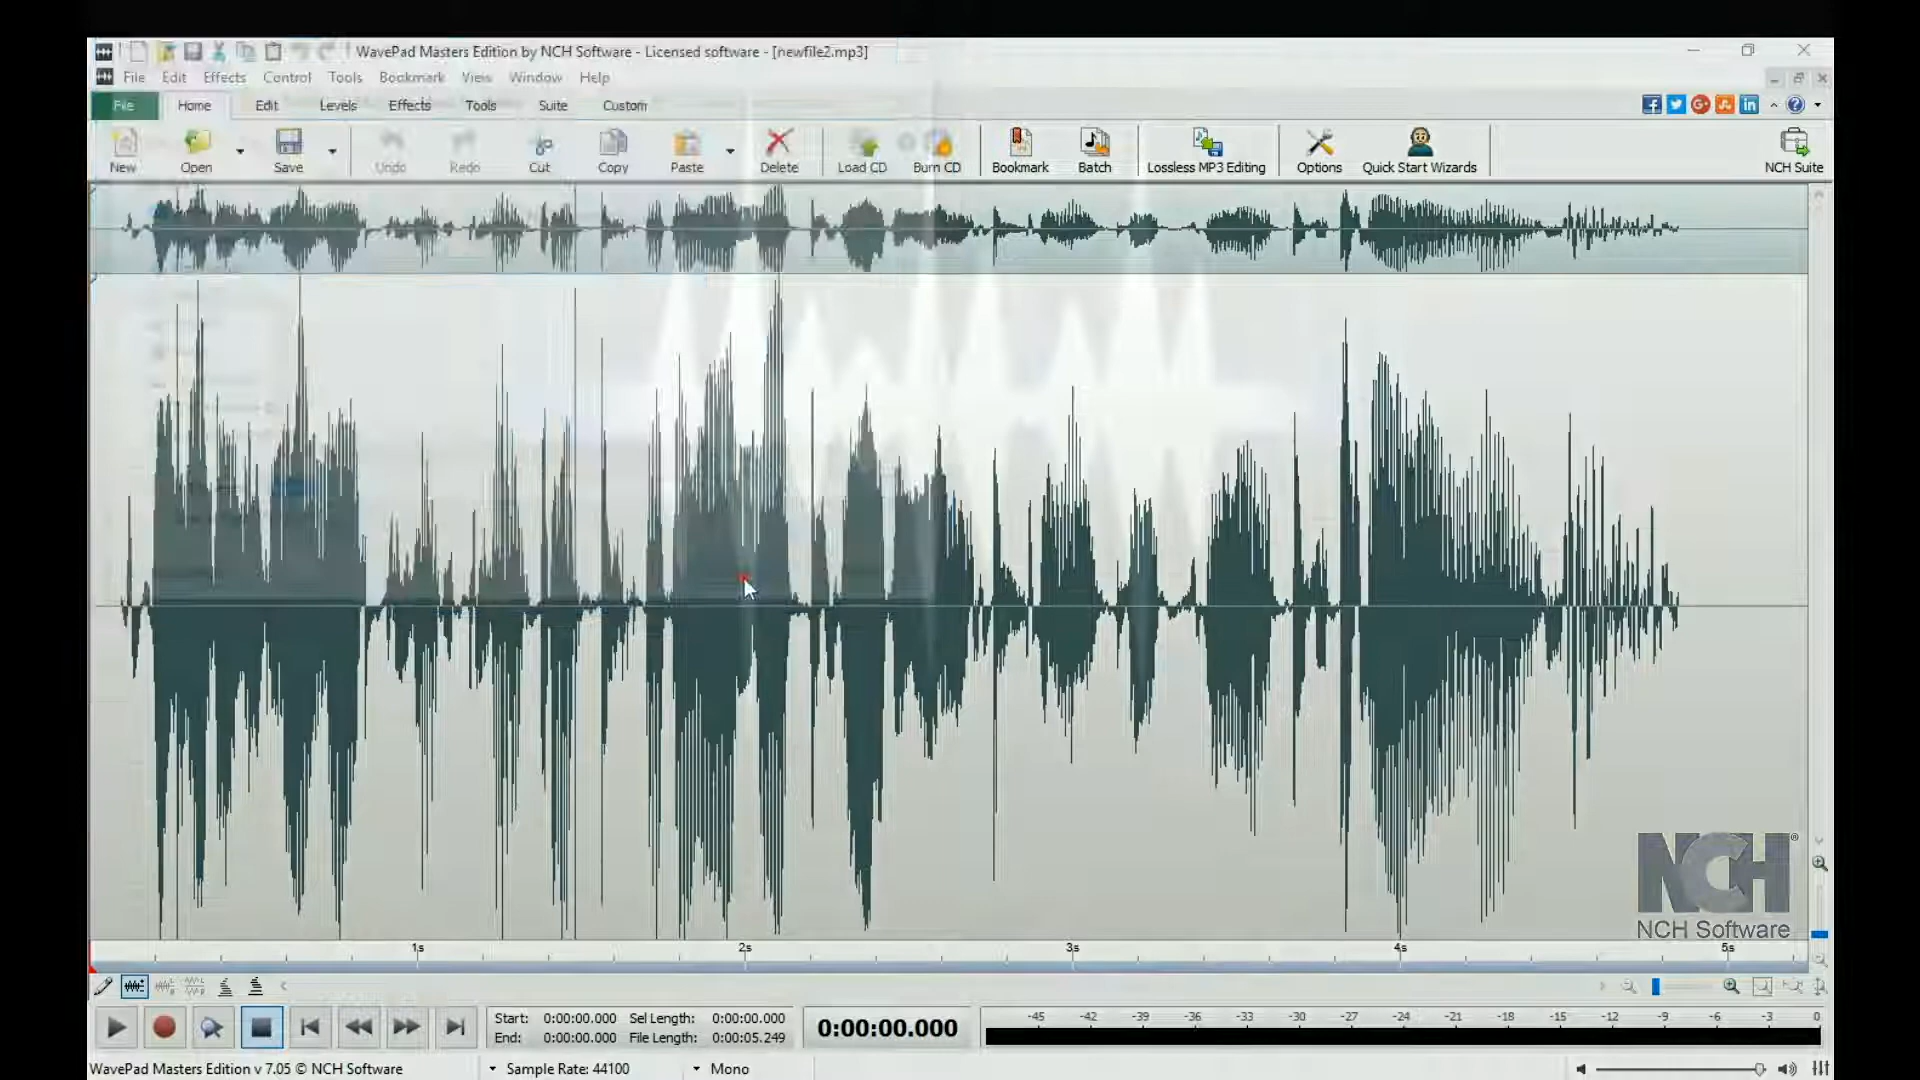 WavePad Masters Edition by NCH Software - Licensed software - [newfile2.mp3]
File Edit Effects Control Tools Bookmark View Window Help
File Home Edit Levels Effects Tools Suite Custom
New Open Save Undo Redo Cut Copy Paste Delete Load CD Burn CD Bookmark Batch Lossless MP3 Editing Options Quick Start Wizards NCH Suite
NCH®
NCH Software
1s 2s 3s 4s 5s
Start: 0:00:00.000 Sel Length: 0:00:00.000
End: 0:00:00.000 File Length: 0:00:05.249
0:00:00.000
-45 -42 -39 -36 -33 -30 -27 -24 -21 -18 -15 -12 -9 -6 -3 0
WavePad Masters Edition v 7.05 © NCH Software Sample Rate: 44100 Mono